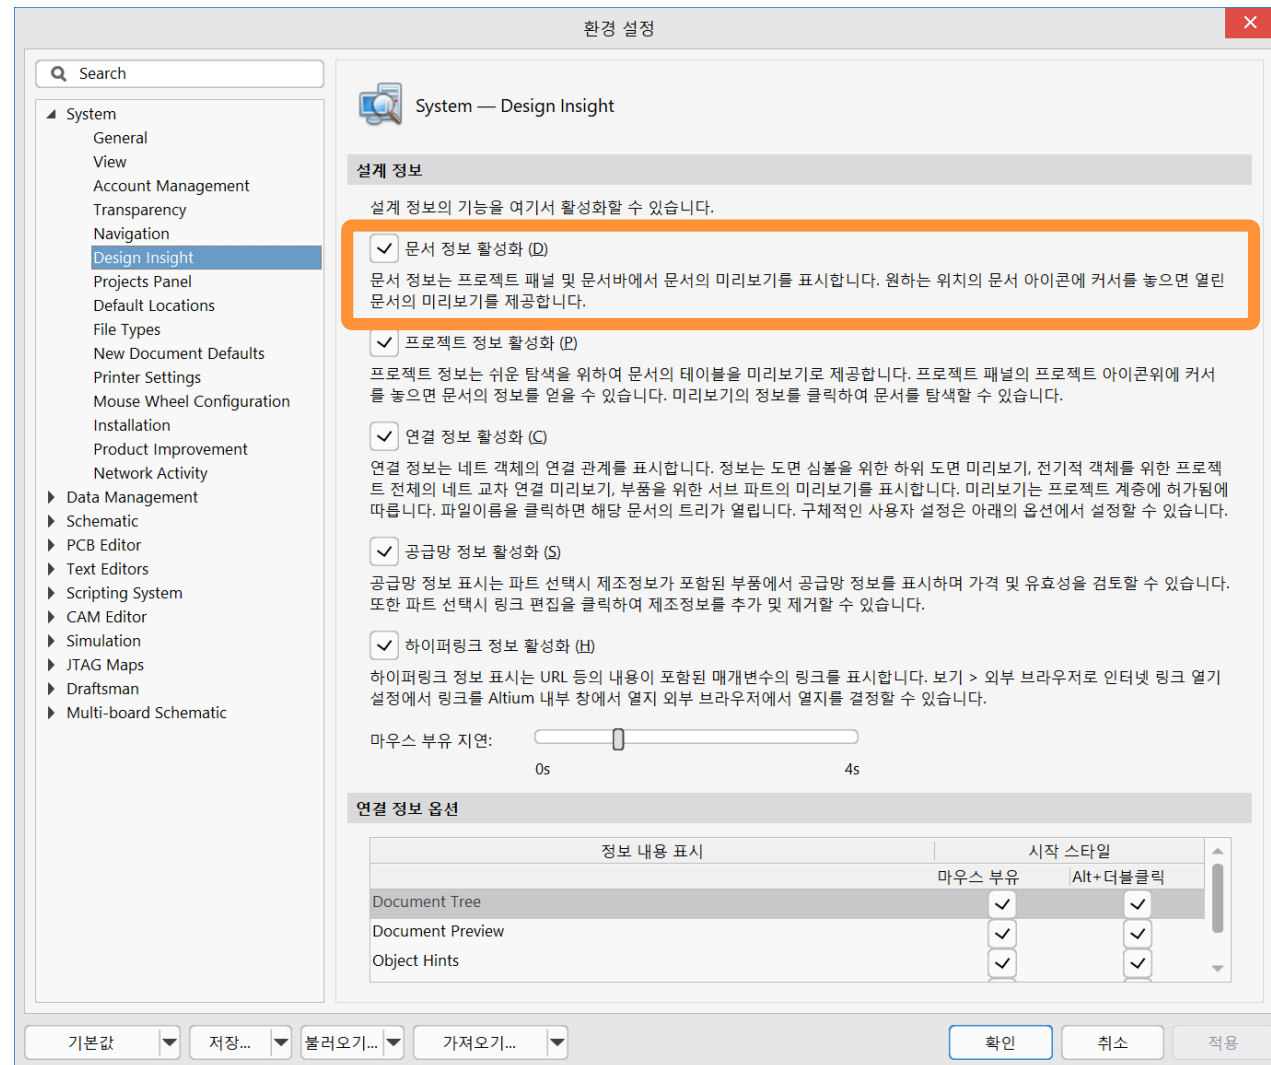 환경 설정
Search
System
General
View
Account Management
Transparency
Navigation
Design Insight
Projects Panel
Default Locations
File Types
New Document Defaults
Printer Settings
Mouse Wheel Configuration
Installation
Product Improvement
Network Activity
Data Management
Schematic
PCB Editor
Text Editors
Scripting System
CAM Editor
Simulation
JTAG Maps
Draftsman
Multi-board Schematic
System — Design Insight
설계 정보
설계 정보의 기능을 여기서 활성화할 수 있습니다.
문서 정보 활성화 (D)
문서 정보는 프로젝트 패널 및 문서바에서 문서의 미리보기를 표시합니다. 원하는 위치의 문서 아이콘에 커서를 놓으면 열린
문서의 미리보기를 제공합니다.
프로젝트 정보 활성화 (P)
프로젝트 정보는 쉬운 탐색을 위하여 문서의 테이블을 미리보기로 제공합니다. 프로젝트 패널의 프로젝트 아이콘위에 커서
를 놓으면 문서의 정보를 얻을 수 있습니다. 미리보기의 정보를 클릭하여 문서를 탐색할 수 있습니다.
연결 정보 활성화 (C)
연결 정보는 네트 객체의 연결 관계를 표시합니다. 정보는 도면 심볼을 위한 하위 도면 미리보기, 전기적 객체를 위한 프로젝
트 전체의 네트 교차 연결 미리보기, 부품을 위한 서브 파트의 미리보기를 표시합니다. 미리보기는 프로젝트 계층에 허가됨에
따릅니다. 파일이름을 클릭하면 해당 문서의 트리가 열립니다. 구체적인 사용자 설정은 아래의 옵션에서 설정할 수 있습니다.
공급망 정보 활성화 (S)
공급망 정보 표시는 파트 선택시 제조정보가 포함된 부품에서 공급망 정보를 표시하며 가격 및 유효성을 검토할 수 있습니다.
또한 파트 선택시 링크 편집을 클릭하여 제조정보를 추가 및 제거할 수 있습니다.
하이퍼링크 정보 활성화 (H)
하이퍼링크 정보 표시는 URL 등의 내용이 포함된 매개변수의 링크를 표시합니다. 보기 > 외부 브라우저로 인터넷 링크 열기
설정에서 링크를 Altium 내부 창에서 열지 외부 브라우저에서 열지를 결정할 수 있습니다.
마우스 부유 지연:
0s 4s
연결 정보 옵션
정보 내용 표시 시작 스타일
마우스 부유 Alt+더블클릭
Document Tree
Document Preview
Object Hints
기본값 저장... 불러오기... 가져오기... 확인 취소 적용